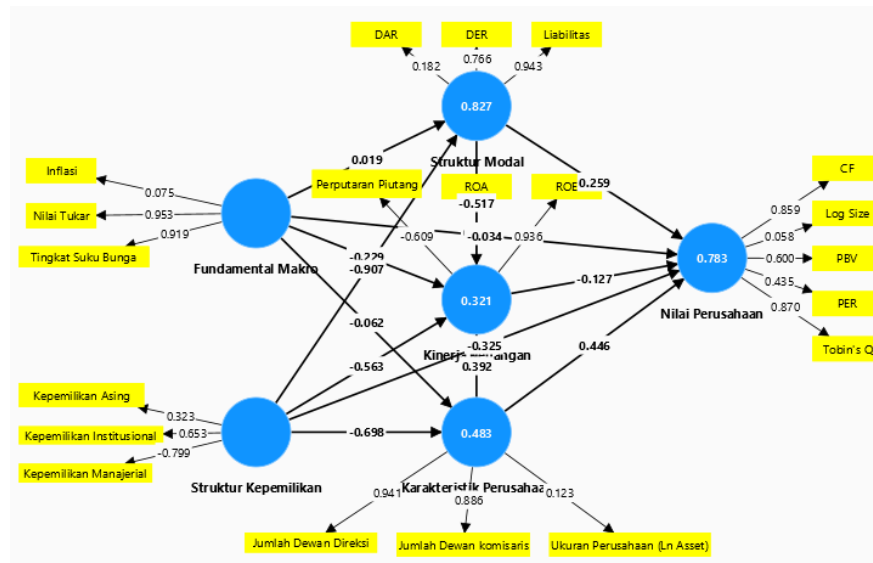 DAR
DER
Liabilitas
0.182
0.766
0.943
0.827
Struktur Modal
0.019
Inflasi
0.075
Nilai Tukar
0.953
Tingkat Suku Bunga
0.919
Fundamental Makro
Perputaran Piutang
ROA
ROE
0.259
-0.517
-0.609
-0.034
0.936
-0.229
-0.907
-0.062
CF
0.859
Log Size
0.058
PBV
0.600
PER
0.435
Tobin's Q
0.870
0.783
Nilai Perusahaan
0.321
-0.127
-0.325
0.392
0.446
-0.563
Kepemilikan Asing
0.323
Kepemilikan Institusional
0.653
Kepemilikan Manajerial
-0.799
Struktur Kepemilikan
-0.698
0.483
Karakteristik Perusahaa
0.941
0.886
0.123
Jumlah Dewan Direksi
Jumlah Dewan komisaris
Ukuran Perusahaan (Ln Asset)